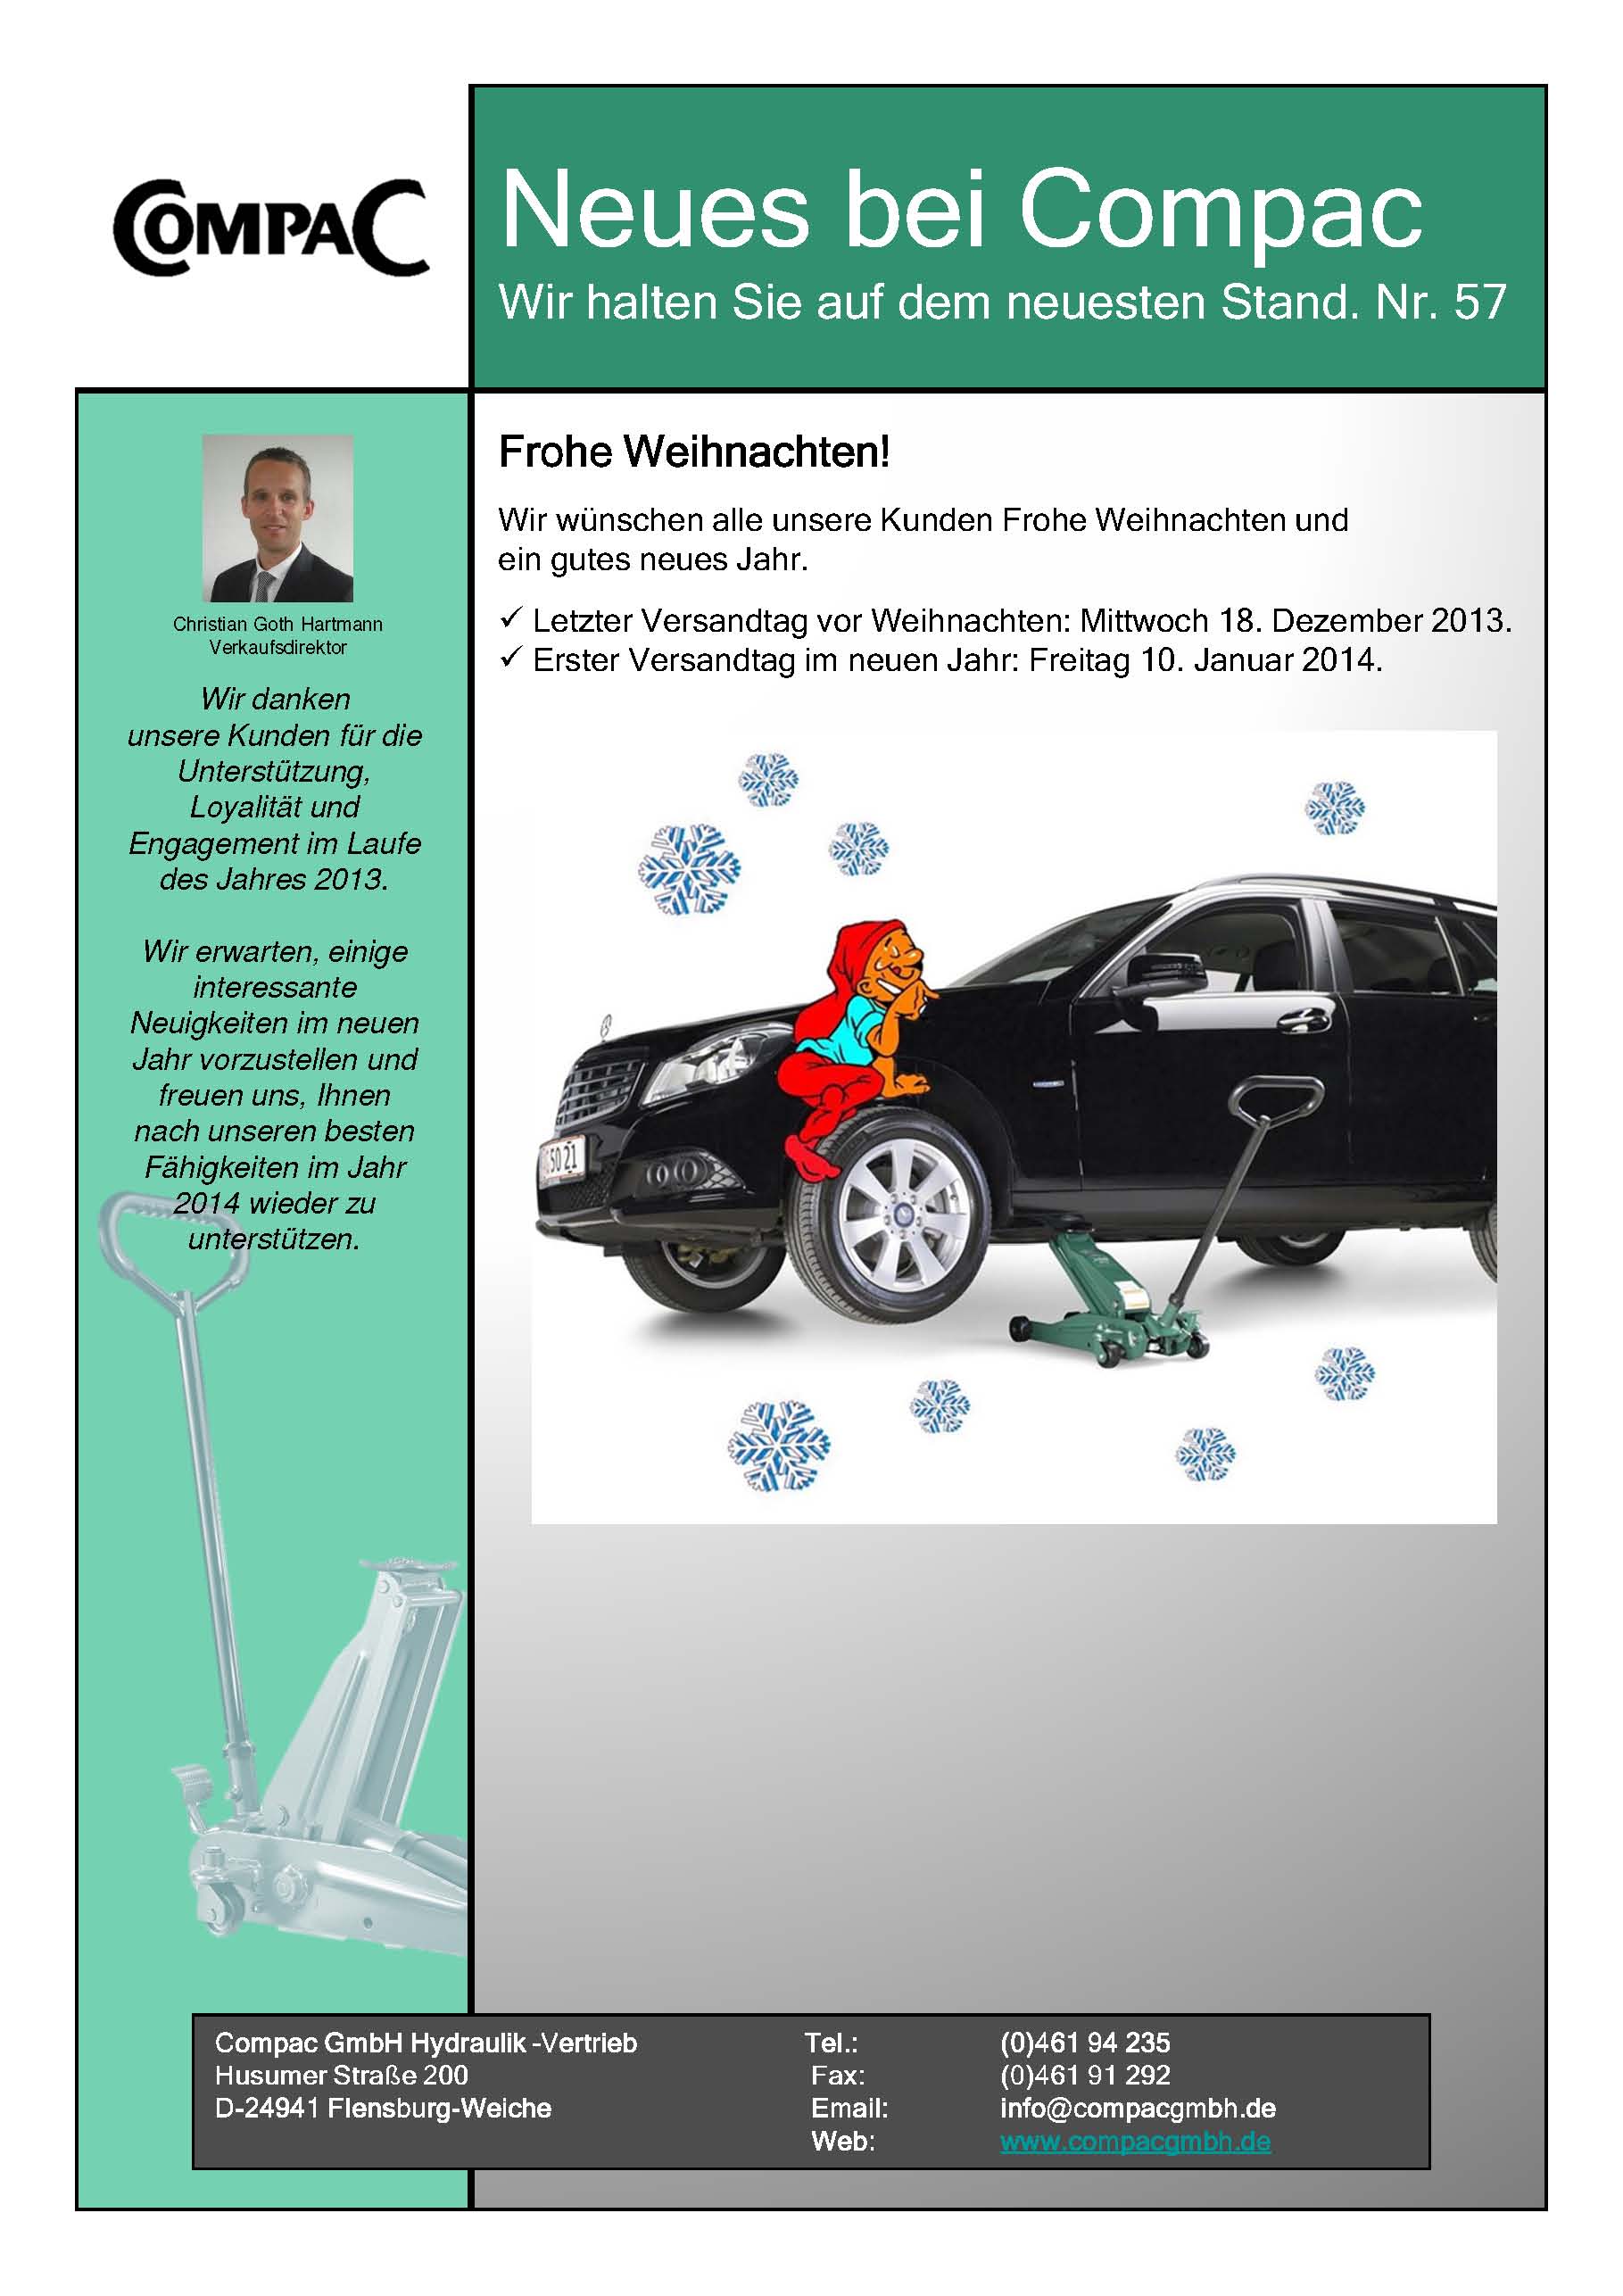 COMPAC
Neues bei Compac
Wir halten Sie auf dem neuesten Stand. Nr. 57
Christian Goth Hartmann
Verkaufsdirektor
Wir danken
unsere Kunden für die
Unterstützung,
Loyalität und
Engagement im Laufe
des Jahres 2013.
Wir erwarten, einige
interessante
Neuigkeiten im neuen
Jahr vorzustellen und
freuen uns, Ihnen
nach unseren besten
Fähigkeiten im Jahr
2014 wieder zu
unterstützen.
Frohe Weihnachten!
Wir wünschen alle unsere Kunden Frohe Weihnachten und
ein gutes neues Jahr.
✓ Letzter Versandtag vor Weihnachten: Mittwoch 18. Dezember 2013.
✓ Erster Versandtag im neuen Jahr: Freitag 10. Januar 2014.
50 21
Compac GmbH Hydraulik -Vertrieb Tel.: (0)461 94 235
Husumer Straße 200 Fax: (0)461 91 292
D-24941 Flensburg-Weiche Email: info@compacgmbh.de
Web: www.compacgmbh.de